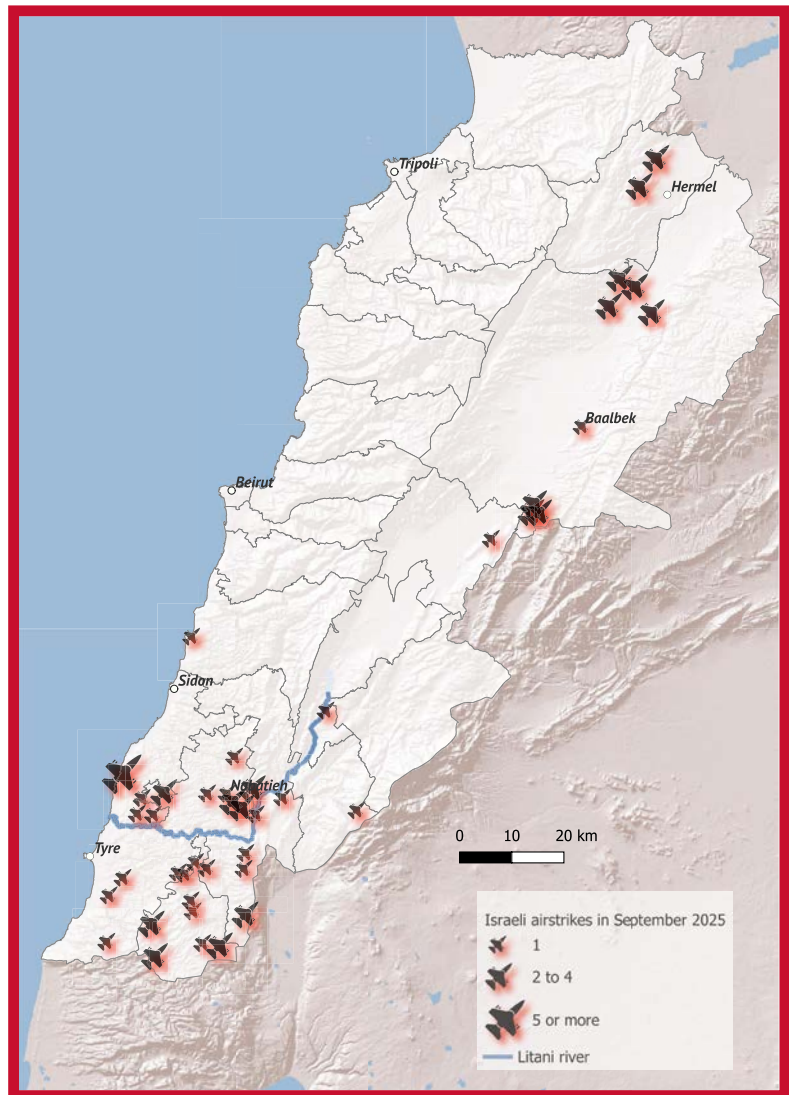 Tripoli
Hermel
Baalbek
Beirut
Sidon
Nabatieh
Tyre
0 10 20 km
Israeli airstrikes in September 2025
1
2 to 4
5 or more
Litani river